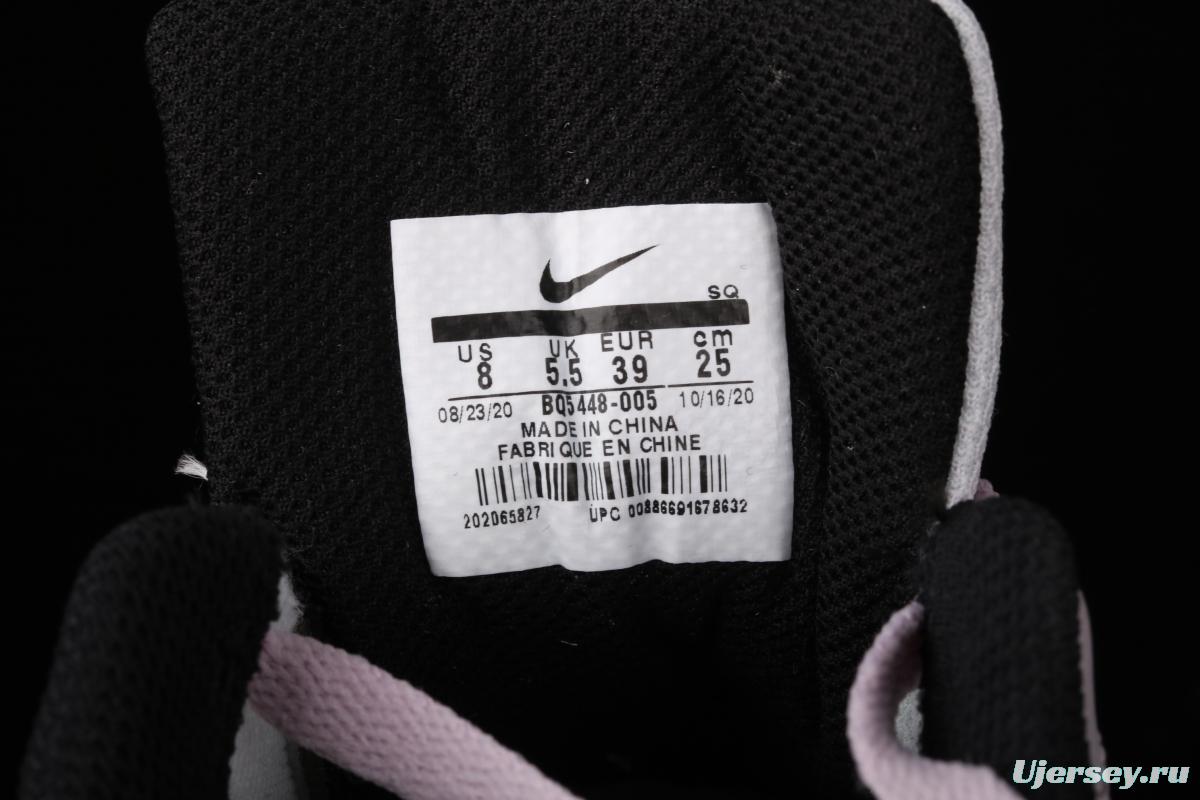 SQ
US UK EUR cm
8 5.5 39 25
08/23/20 BQ5448-005 10/16/20
MADE IN CHINA
FABRIQUE EN CHINE
202065827 UPC 00886691678632
Ujersey.ru